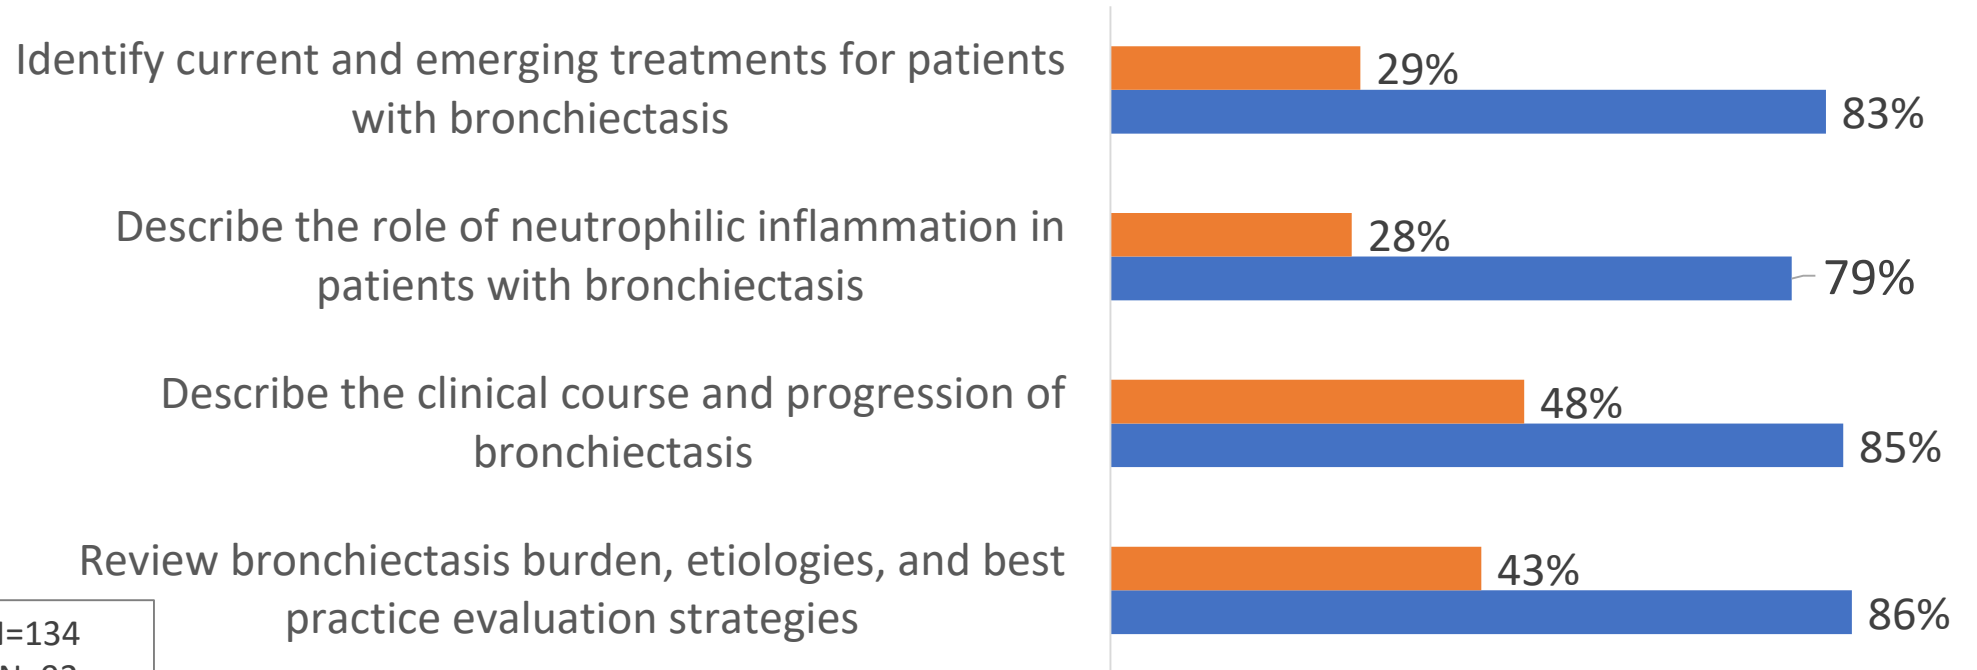 Identify current and emerging treatments for patients
with bronchiectasis
29%
83%
Describe the role of neutrophilic inflammation in
patients with bronchiectasis
28%
79%
Describe the clinical course and progression of
bronchiectasis
48%
85%
Review bronchiectasis burden, etiologies, and best
practice evaluation strategies
43%
86%
=134